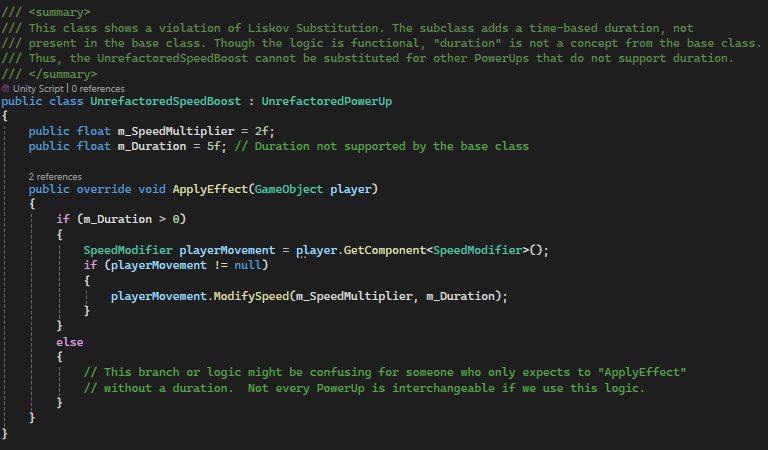 /// <summary>
/// This class shows a violation of Liskov Substitution. The subclass adds a time-based duration, not
/// present in the base class. Though the logic is functional, "duration" is not a concept from the base class.
/// Thus, the UnrefactoredSpeedBoost cannot be substituted for other PowerUps that do not support duration.
/// </summary>
Unity Script | 0 references
public class UnrefactoredSpeedBoost : UnrefactoredPowerUp
{
    public float m_SpeedMultiplier = 2f;
    public float m_Duration = 5f; // Duration not supported by the base class
    2 references
    public override void ApplyEffect(GameObject player)
    {
        if (m_Duration > 0)
        {
            SpeedModifier playerMovement = player.GetComponent<SpeedModifier>();
            if (playerMovement != null)
            {
                playerMovement.ModifySpeed(m_SpeedMultiplier, m_Duration);
            }
        }
        else
        {
            // This branch or logic might be confusing for someone who only expects to "ApplyEffect"
            // without a duration.  Not every PowerUp is interchangeable if we use this logic.
        }
    }
}